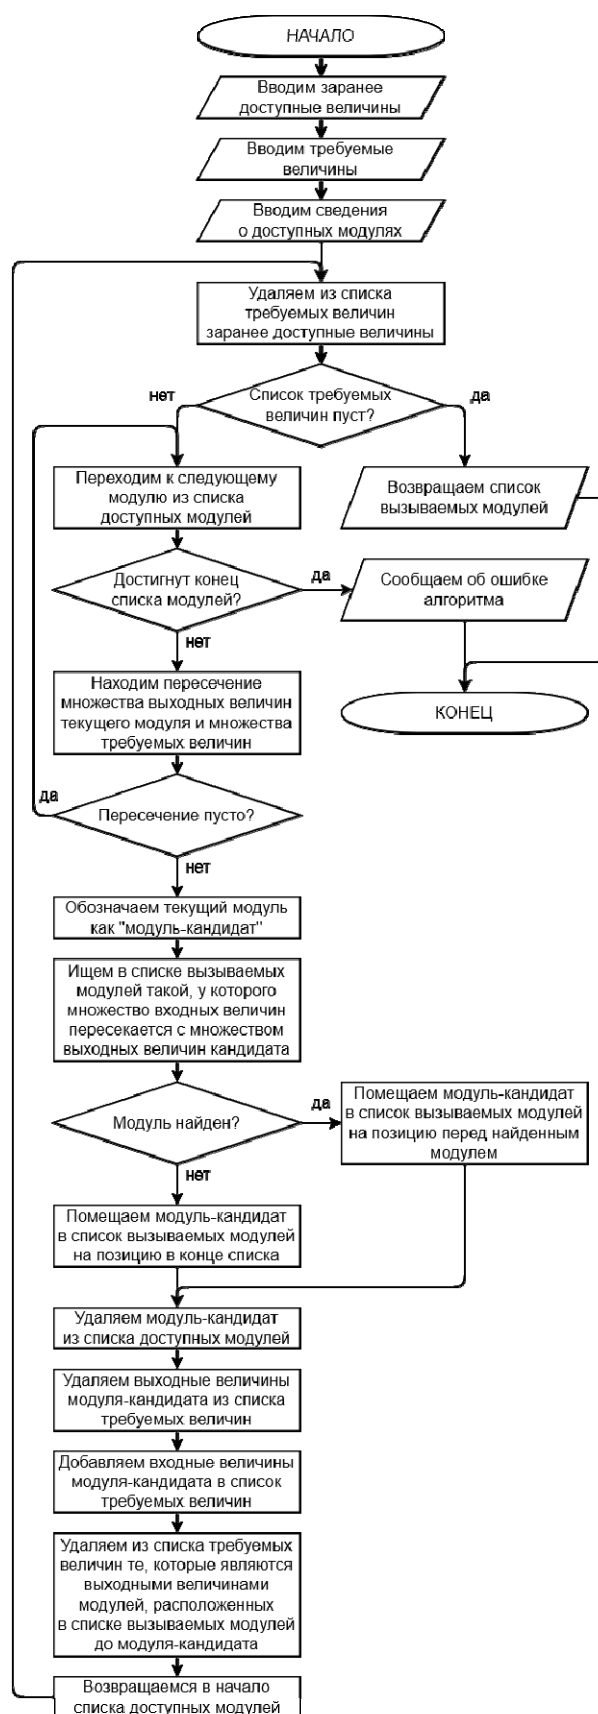 НАЧАЛО
Вводим заранее
доступные величины
Вводим требуемые
величины
Вводим сведения
о доступных модулях
Удаляем из списка
требуемых величин
заранее доступные величины
нет
Список требуемых
величин пуст?
да
Переходим к следующему
модулю из списка
доступных модулей
Возвращаем список
вызываемых модулей
Достигнут конец
списка модулей?
да
Сообщаем об ошибке
алгоритма
нет
Находим пересечение
множества выходных величин
текущего модуля и множества
требуемых величин
КОНЕЦ
да
Пересечение пусто?
нет
Обозначаем текущий модуль
как "модуль-кандидат"
Ищем в списке вызываемых
модулей такой, у которого
множество входных величин
пересекается с множеством
выходных величин кандидата
Модуль найден?
да
Помещаем модуль-кандидат
в список вызываемых модулей
на позицию перед найденным
модулем
нет
Помещаем модуль-кандидат
в список вызываемых модулей
на позицию в конце списка
Удаляем модуль-кандидат
из списка доступных модулей
Удаляем выходные величины
модуля-кандидата из списка
требуемых величин
Добавляем входные величины
модуля-кандидата в список
требуемых величин
Удаляем из списка требуемых
величин те, которые являются
выходными величинами
модулей, расположенных
в списке вызываемых модулей
до модуля-кандидата
Возвращаемся в начало
списка доступных модулей